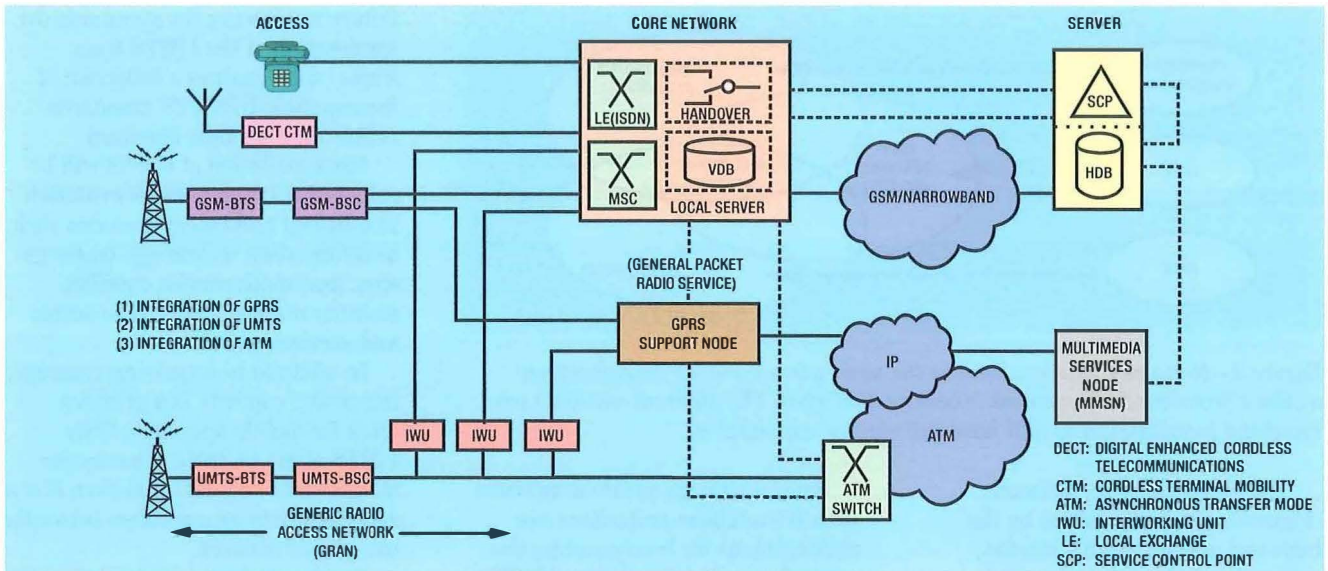 ACCESS
CORE NETWORK
SERVER
LE(ISDN)
HANDOVER
SCP
DECT CTM
MSC
VDB
HDB
GSM-BTS
GSM-BSC
LOCAL SERVER
GSM/NARROWBAND
(GENERAL PACKET
RADIO SERVICE)
(1) INTEGRATION OF GPRS
(2) INTEGRATION OF UMTS
(3) INTEGRATION OF ATM
GPRS
SUPPORT NODE
IP
MULTIMEDIA
SERVICES
NODE
(MMSN)
IWU
IWU
IWU
ATM
UMTS-BTS
UMTS-BSC
ATM
SWITCH
GENERIC RADIO
ACCESS NETWORK
(GRAN)
DECT: DIGITAL ENHANCED CORDLESS
TELECOMMUNICATIONS
CTM: CORDLESS TERMINAL MOBILITY
ATM: ASYNCHRONOUS TRANSFER MODE
IWU: INTERWORKING UNIT
LE: LOCAL EXCHANGE
SCP: SERVICE CONTROL POINT